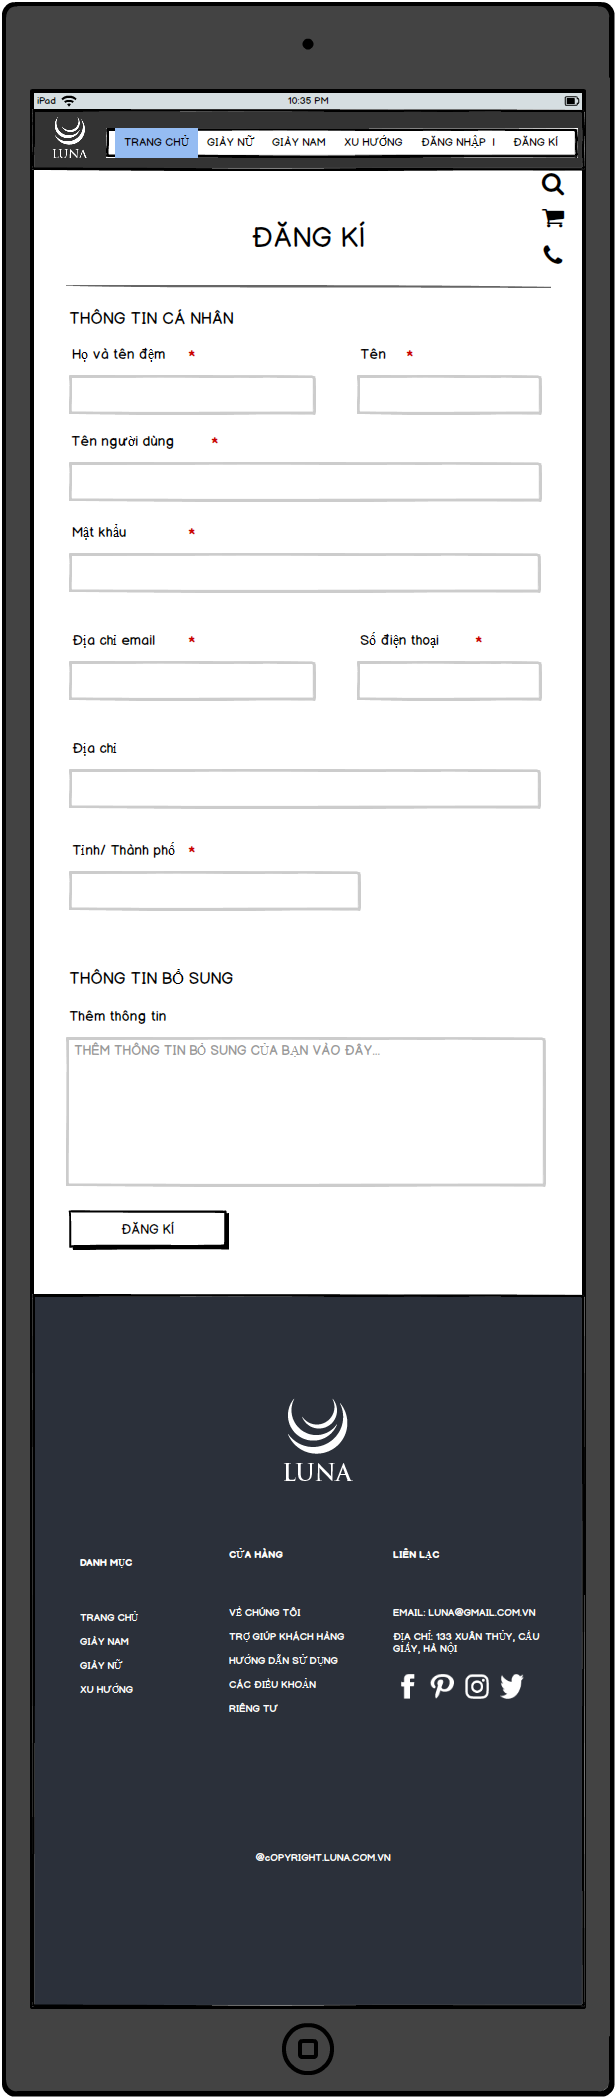 iPad 10:35 PM
LUNA
TRANG CHỦ GIÀY NỮ GIÀY NAM XU HƯỚNG ĐĂNG NHẬP | ĐĂNG KÍ
ĐĂNG KÍ
THÔNG TIN CÁ NHÂN
Họ và tên đệm * Tên *
Tên người dùng *
Mật khẩu *
Địa chỉ email * Số điện thoại *
Địa chỉ
Tỉnh/ Thành phố *
THÔNG TIN BỔ SUNG
Thêm thông tin
THÊM THÔNG TIN BỔ SUNG CỦA BẠN VÀO ĐÂY...
ĐĂNG KÍ
LUNA
DANH MỤC
TRANG CHỦ
GIÀY NAM
GIÀY NỮ
XU HƯỚNG
CỬA HÀNG
VỀ CHÚNG TÔI
TRỢ GIÚP KHÁCH HÀNG
HƯỚNG DẪN SỬ DỤNG
CÁC ĐIỀU KHOẢN
RIÊNG TƯ
LIÊN LẠC
EMAIL: LUNA@GMAIL.COM.VN
ĐỊA CHỈ: 133 XUÂN THỦY, CẦU
GIẤY, HÀ NỘI
@cOPYRIGHT.LUNA.COM.VN